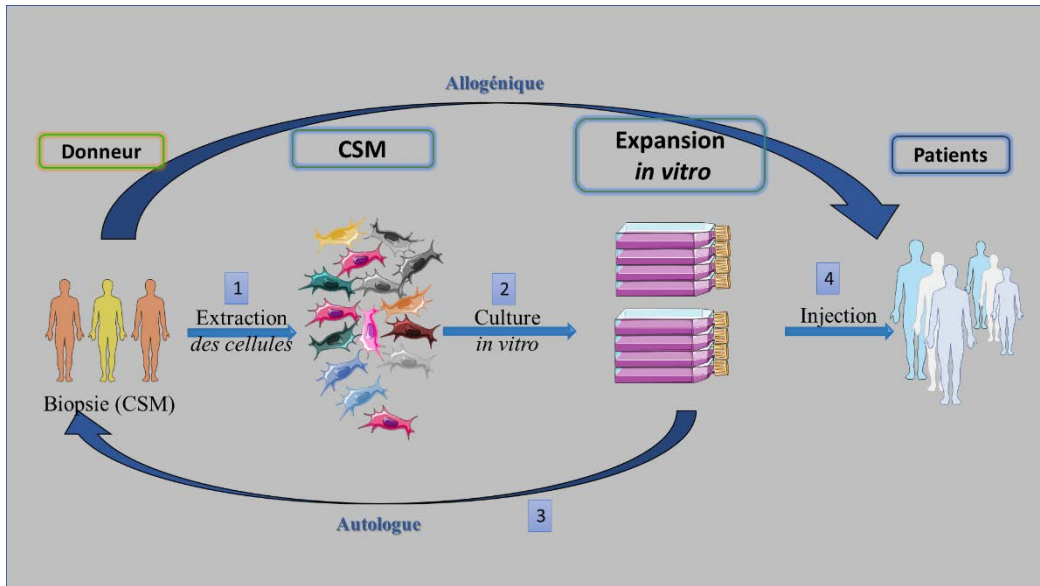 Allogénique
Donneur
CSM
Expansion
in vitro
Patients
1
Extraction
des cellules
2
Culture
in vitro
4
Injection
Biopsie (CSM)
Autologue
3